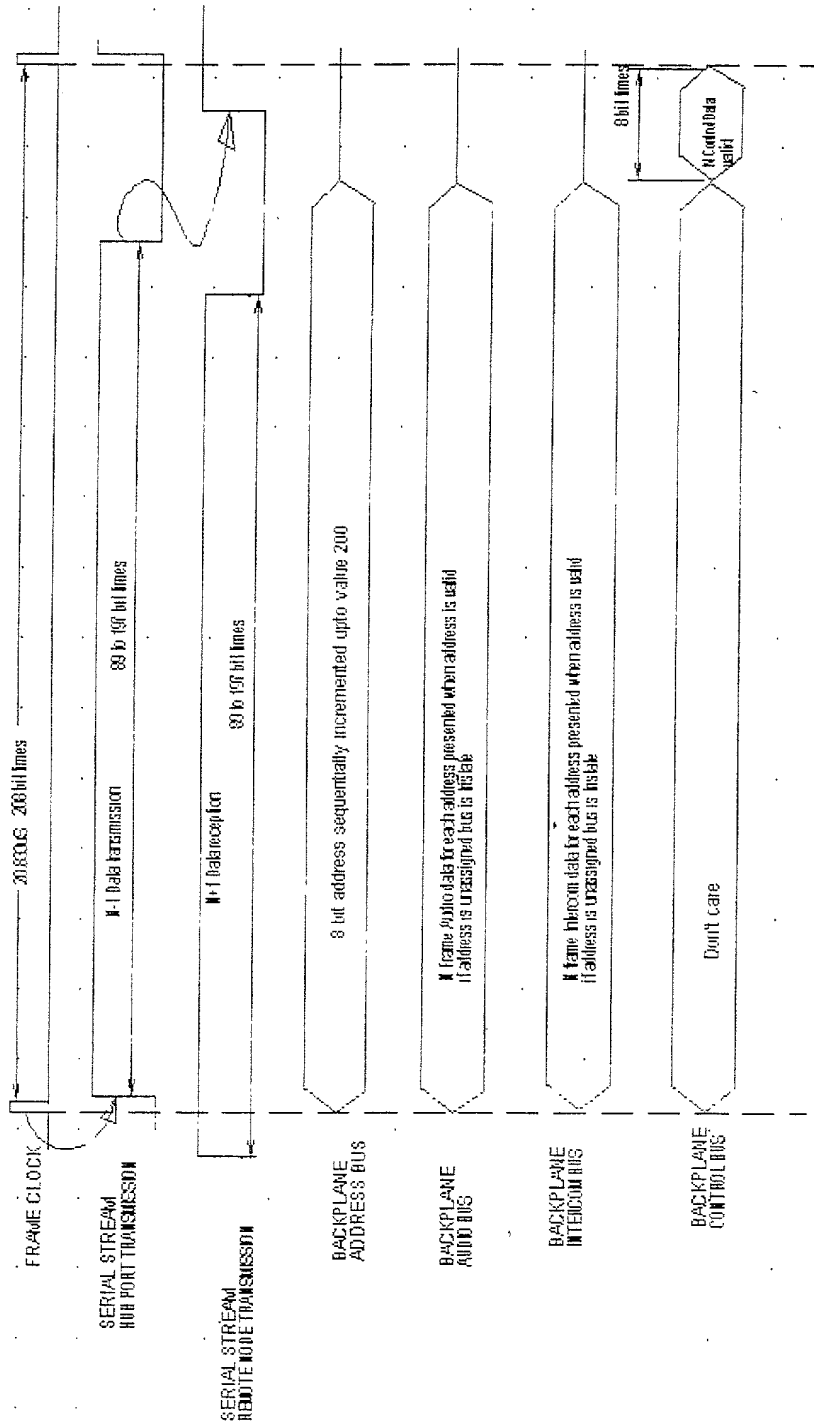 FRAME CLOCK
208 bit times
SERIAL STREAM
HUB PORT TRANSMISSION
N-1 Data transmission
89 to 197 bit times
SERIAL STREAM
REMOTE NODE TRANSMISSION
N+1 Data reception
89 to 197 bit times
BACKPLANE
ADDRESS BUS
8 bit address sequentially incremented upto value 200
BACKPLANE
AUDIO BUS
N Frame Audio data for each address presented when address is valid
if address is unassigned bus is tristate
BACKPLANE
INTERCOM BUS
N frame Intercom data for each address presented when address is valid
if address is unassigned bus is tristate
BACKPLANE
CONTROL BUS
Don't care
8 bit times
N Control Data
valid